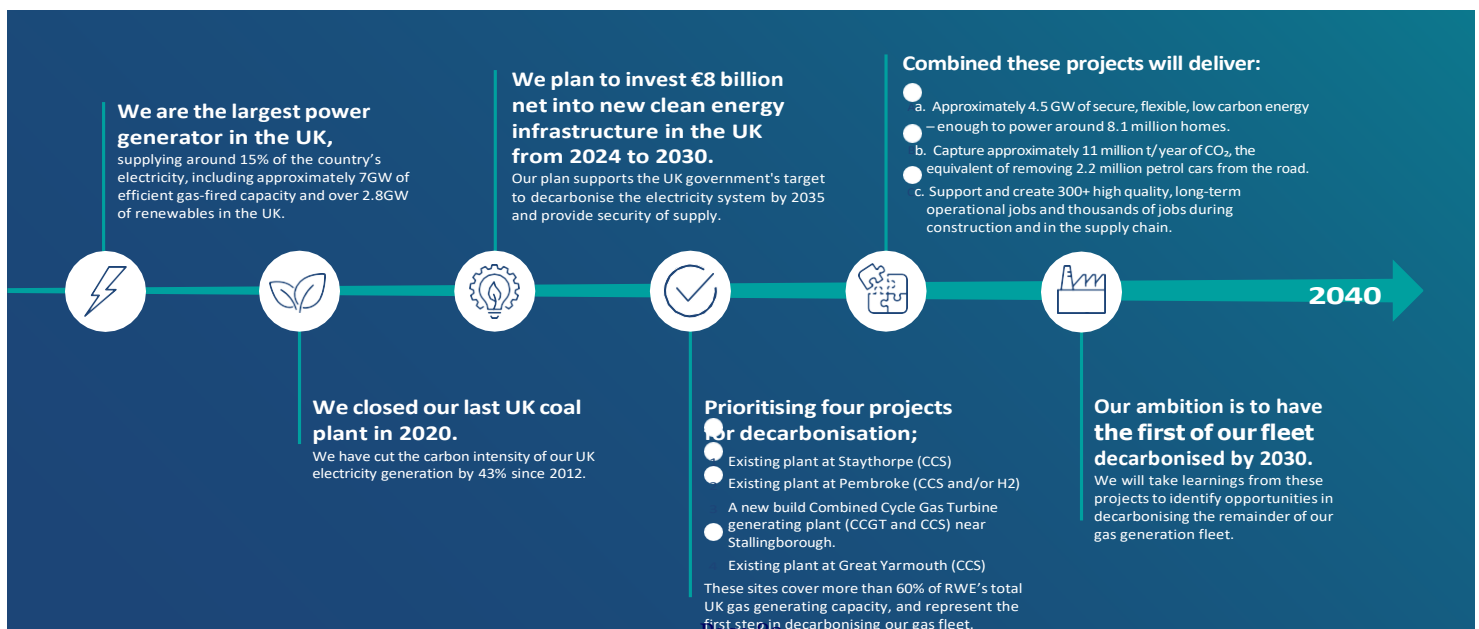 We are the largest power
generator in the UK,
supplying around 15% of the country's
electricity, including approximately 7GW of
efficient gas-fired capacity and over 2.8GW
of renewables in the UK.
We closed our last UK coal
plant in 2020.
We have cut the carbon intensity of our UK
electricity generation by 43% since 2012.
We plan to invest €8 billion
net into new clean energy
infrastructure in the UK
from 2024 to 2030.
Our plan supports the UK government's target
to decarbonise the electricity system by 2035
and provide security of supply.
Prioritising four projects
for decarbonisation;
Existing plant at Staythorpe (CCS)
Existing plant at Pembroke (CCS and/or H2)
A new build Combined Cycle Gas Turbine
generating plant (CCGT and CCS) near
Stallingborough.
Existing plant at Great Yarmouth (CCS)
These sites cover more than 60% of RWE's total
UK gas generating capacity, and represent the
first step in decarbonising our gas fleet.
Combined these projects will deliver:
a. Approximately 4.5 GW of secure, flexible, low carbon energy
– enough to power around 8.1 million homes.
b. Capture approximately 11 million t/year of CO₂, the
equivalent of removing 2.2 million petrol cars from the road.
c. Support and create 300+ high quality, long-term
operational jobs and thousands of jobs during
construction and in the supply chain.
Our ambition is to have
the first of our fleet
decarbonised by 2030.
We will take learnings from these
projects to identify opportunities in
decarbonising the remainder of our
gas generation fleet.
2040